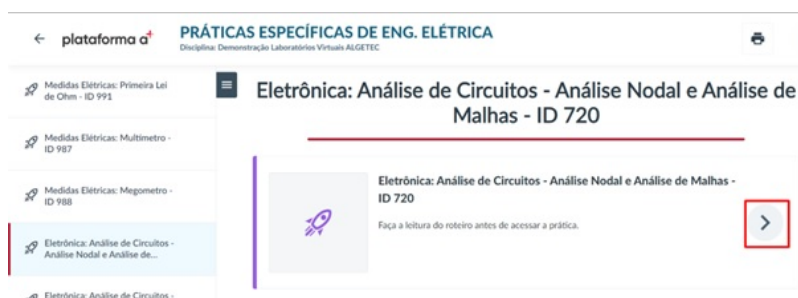 plataforma a+
PRÁTICAS ESPECÍFICAS DE ENG. ELÉTRICA
Disciplina: Demonstração Laboratórios Virtuais ALGETEC
Medidas Elétricas: Primeira Lei
de Ohm - ID 991
Medidas Elétricas: Multímetro -
ID 987
Medidas Elétricas: Megometro -
ID 988
Eletrônica: Análise de Circuitos -
Análise Nodal e Análise de...
Eletrônica: Análise de Circuitos -
Eletrônica: Análise de Circuitos - Análise Nodal e Análise de
Malhas - ID 720
Eletrônica: Análise de Circuitos - Análise Nodal e Análise de Malhas -
ID 720
Faça a leitura do roteiro antes de acessar a prática.